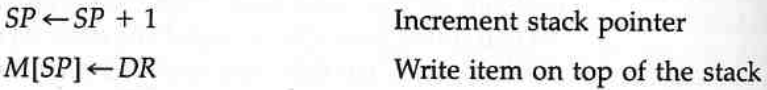 SP ← SP + 1 Increment stack pointer
M[SP] ← DR Write item on top of the stack